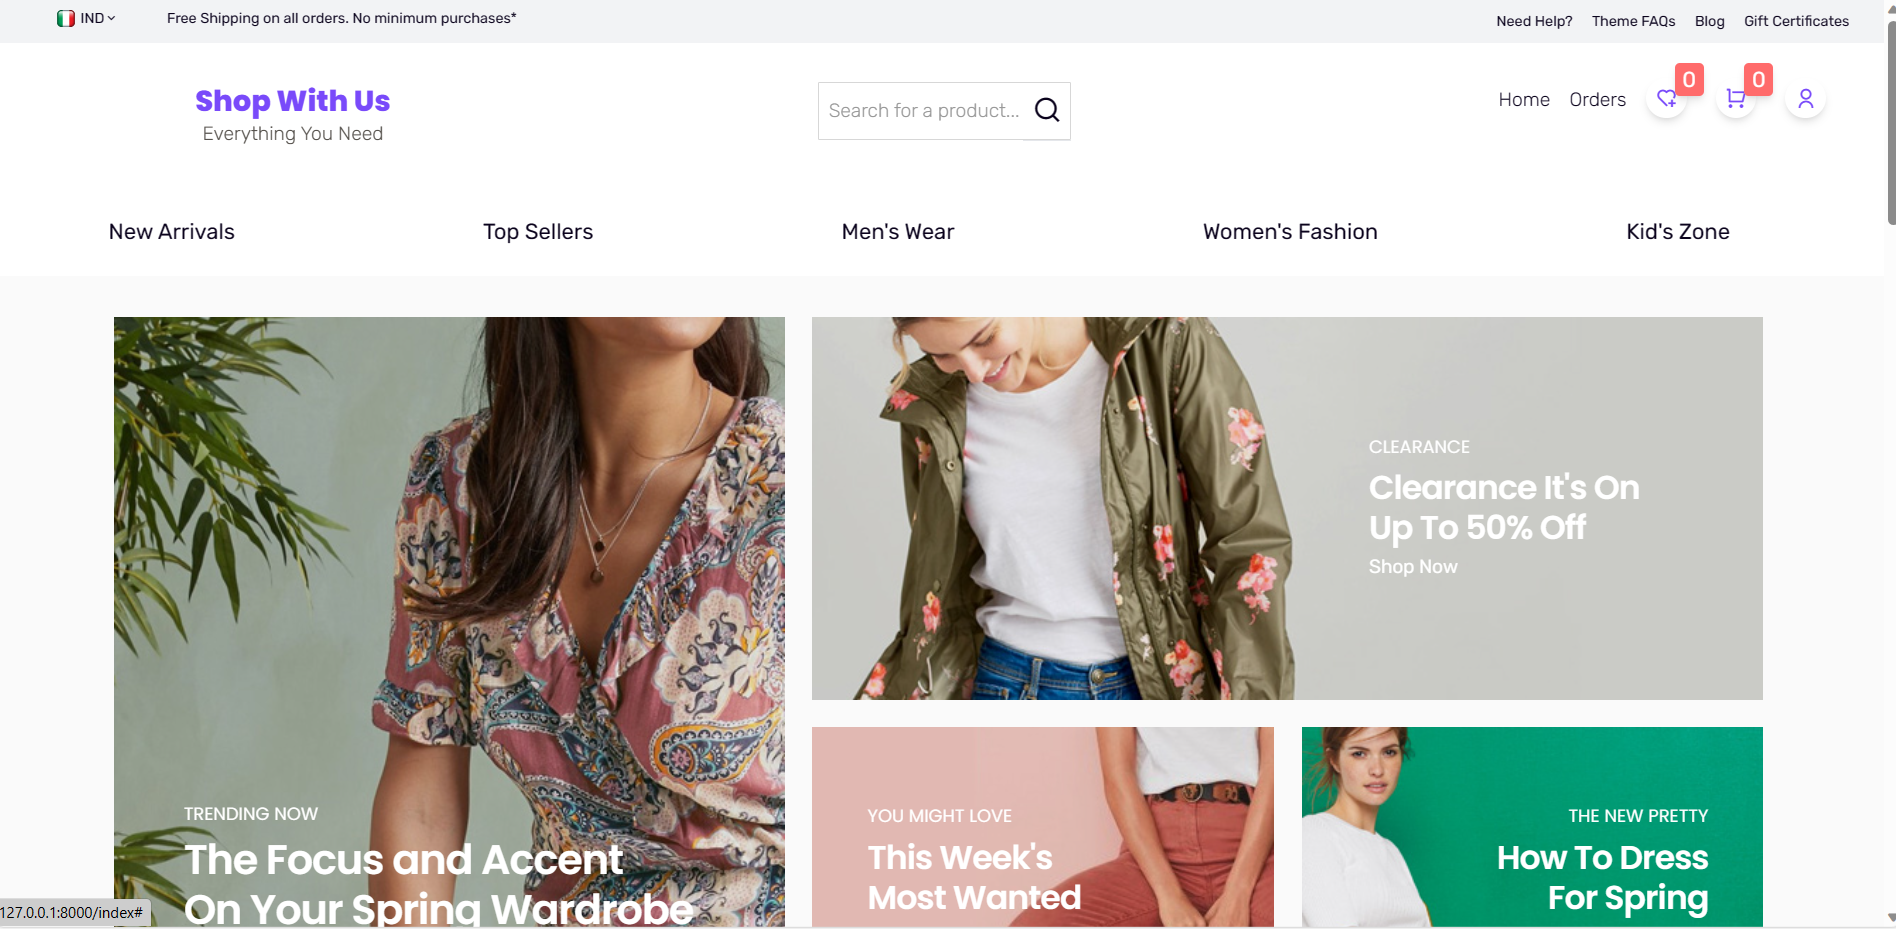 IND
Free Shipping on all orders. No minimum purchases*
Need Help? Theme FAQs Blog Gift Certificates
Shop With Us
Everything You Need
Search for a product...
Home Orders 0 0
New Arrivals Top Sellers Men's Wear Women's Fashion Kid's Zone
CLEARANCE
Clearance It's On
Up To 50% Off
Shop Now
TRENDING NOW
The Focus and Accent
On Your Spring Wardrobe
YOU MIGHT LOVE
This Week's
Most Wanted
THE NEW PRETTY
How To Dress
For Spring
127.0.0.1:8000/index#